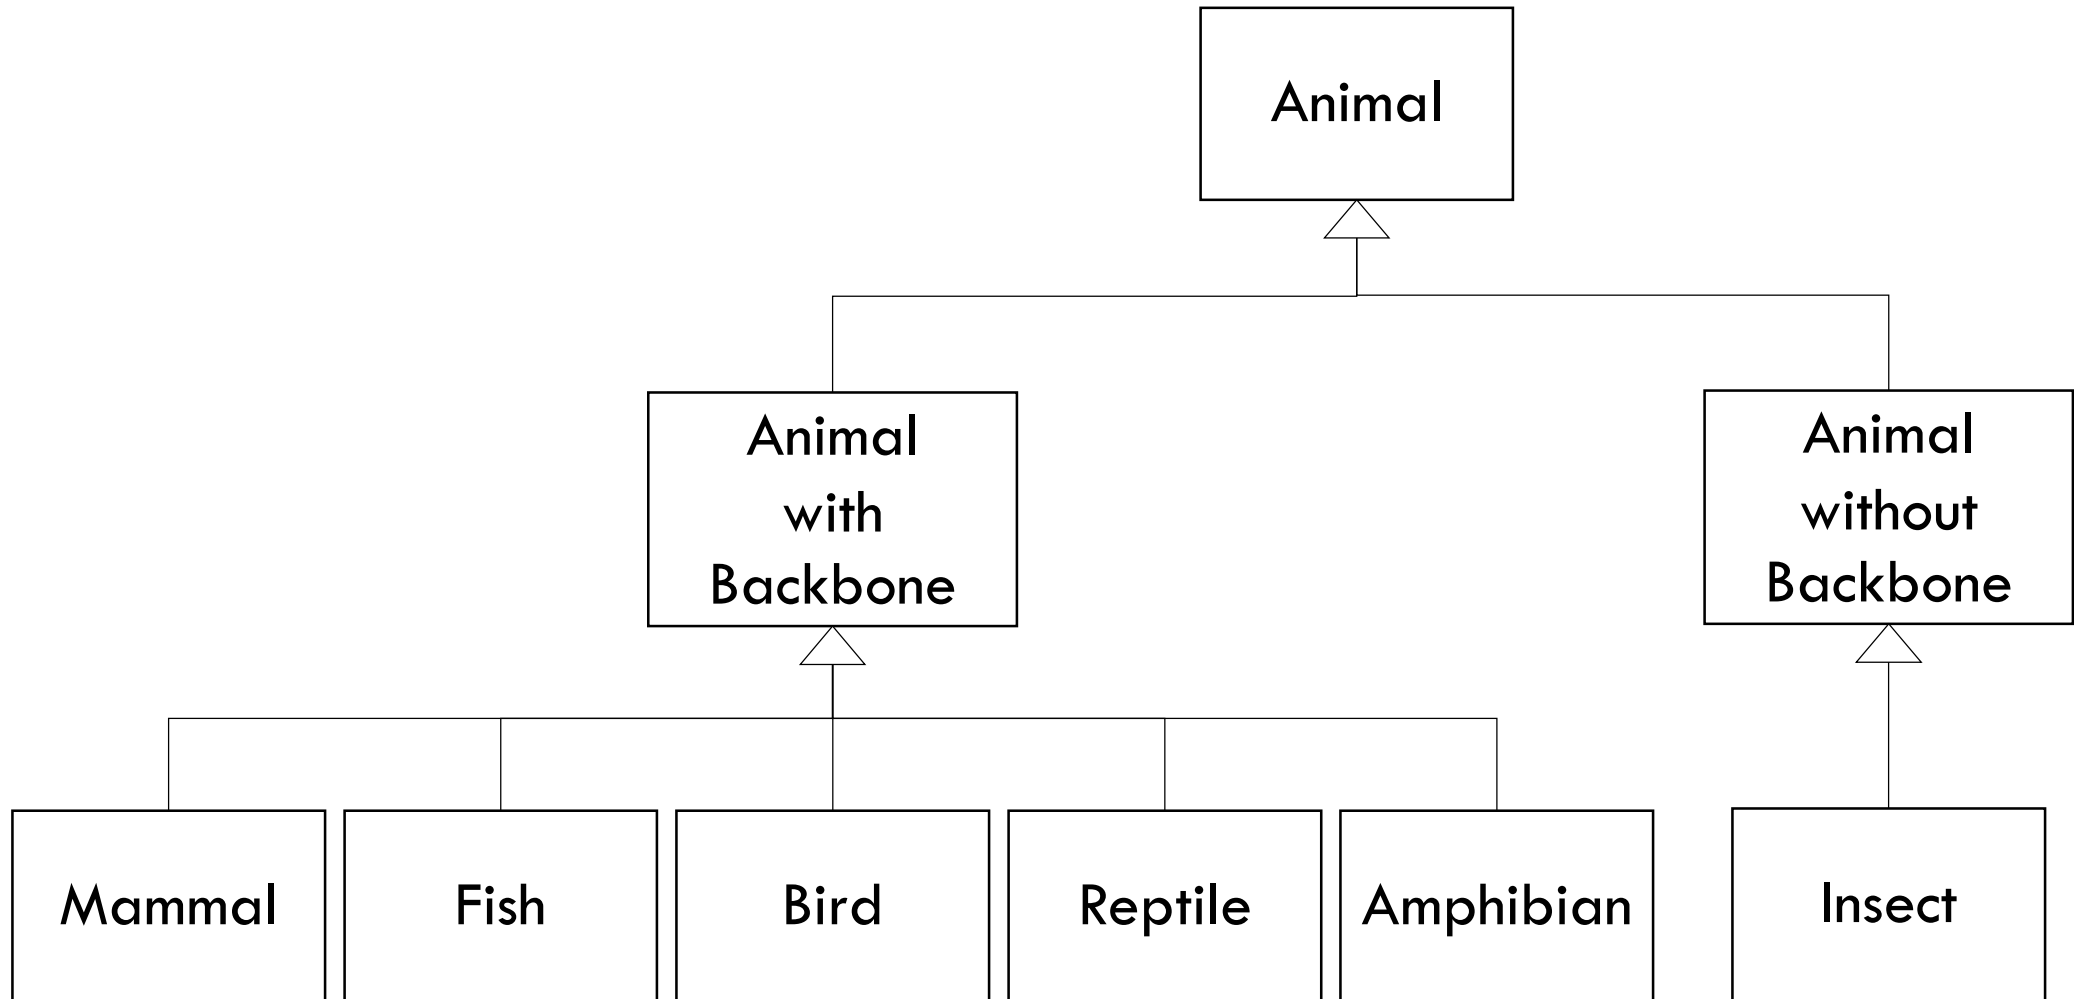 Animal
Animal
with
Backbone
Animal
without
Backbone
Mammal
Fish
Bird
Reptile
Amphibian
Insect